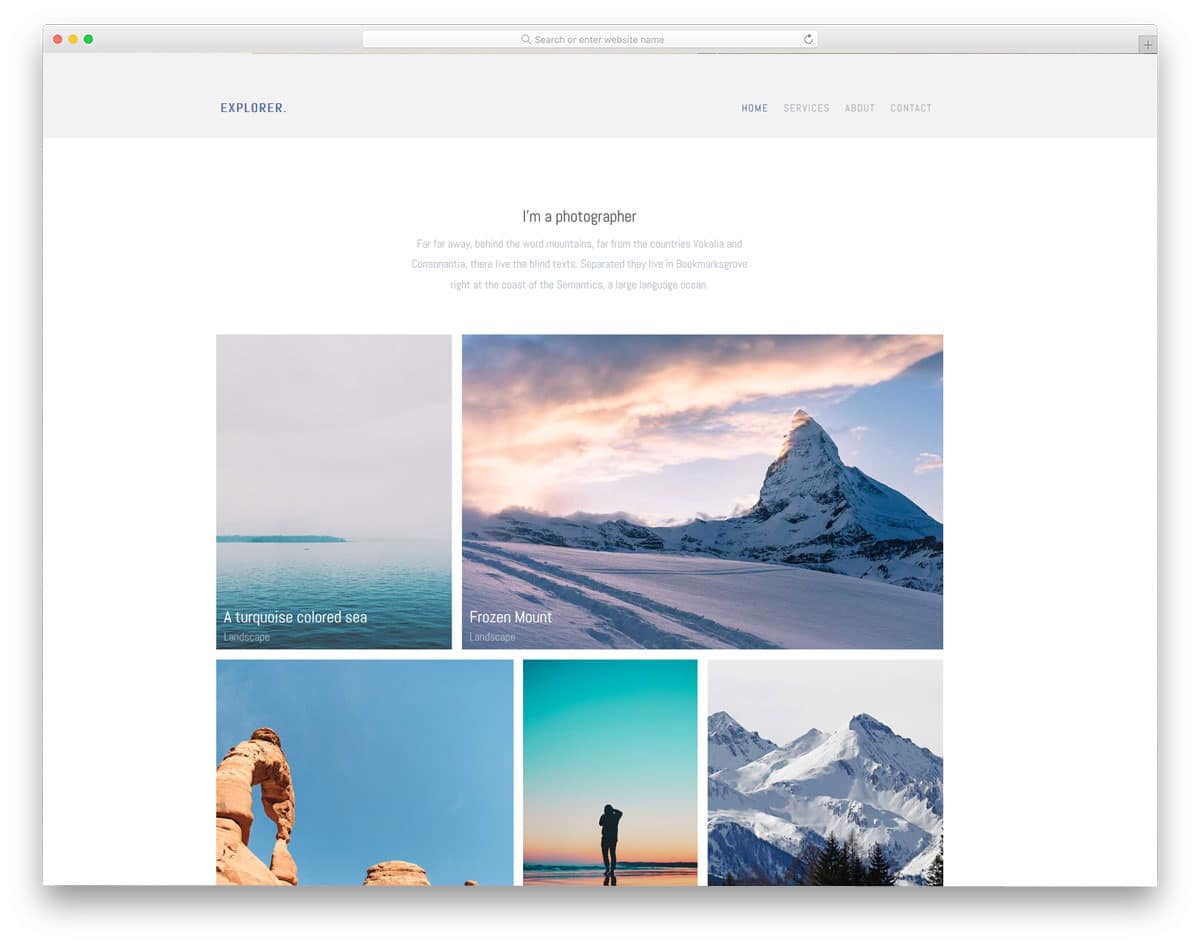 Search or enter website name
EXPLORER.
HOME SERVICES ABOUT CONTACT
I'm a photographer
Far far away, behind the word mountains, far from the countries Vokalia and
Consonantia, there live the blind texts. Separated they live in Bookmarksgrove
right at the coast of the Semantics, a large language ocean.
A turquoise colored sea
Landscape
Frozen Mount
Landscape